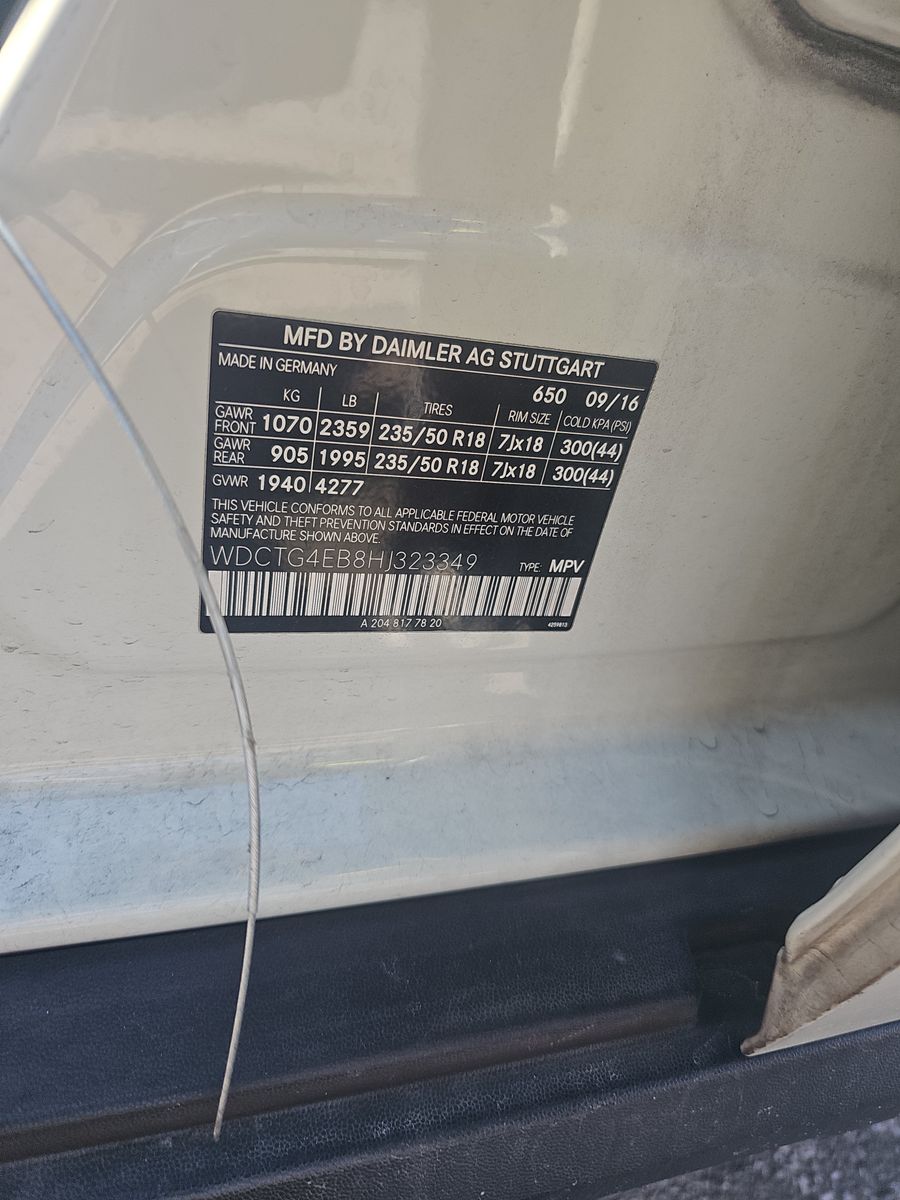 MFD BY DAIMLER AG STUTTGART
MADE IN GERMANY
650 09/16
KG LB TIRES RIM SIZE COLD KPA (PSI)
GAWR FRONT 1070 2359 235/50 R18 7Jx18 300(44)
GAWR REAR 905 1995 235/50 R18 7Jx18 300(44)
GVWR 1940 4277
THIS VEHICLE CONFORMS TO ALL APPLICABLE FEDERAL MOTOR VEHICLE
SAFETY AND THEFT PREVENTION STANDARDS IN EFFECT ON THE DATE OF
MANUFACTURE SHOWN ABOVE.
WDCTG4EB8HJ323349 TYPE: MPV
A 204 817 78 20 4259813